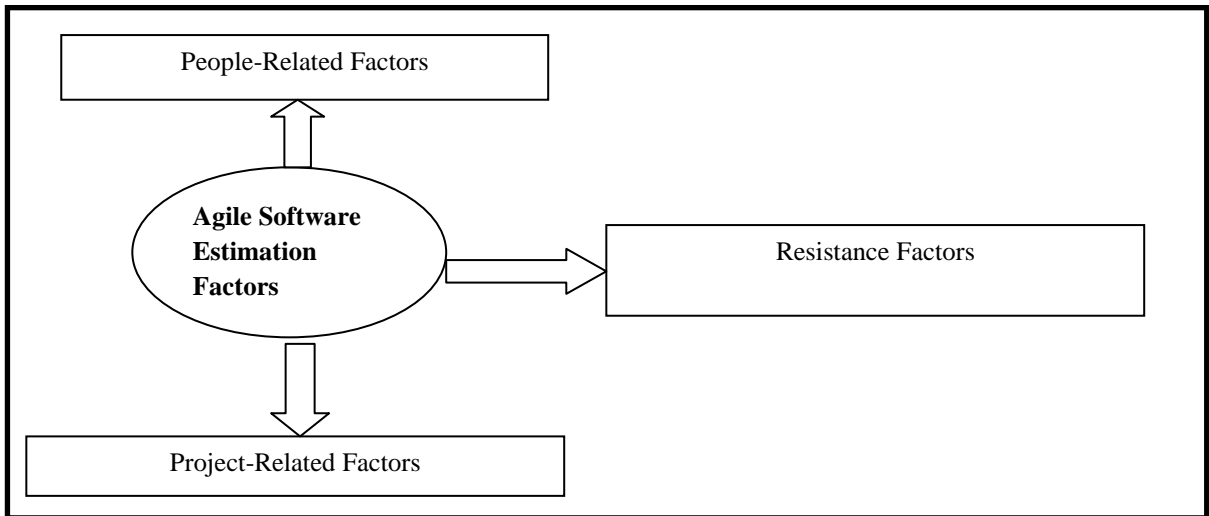 People-Related Factors
Agile Software
Estimation
Factors
Resistance Factors
Project-Related Factors